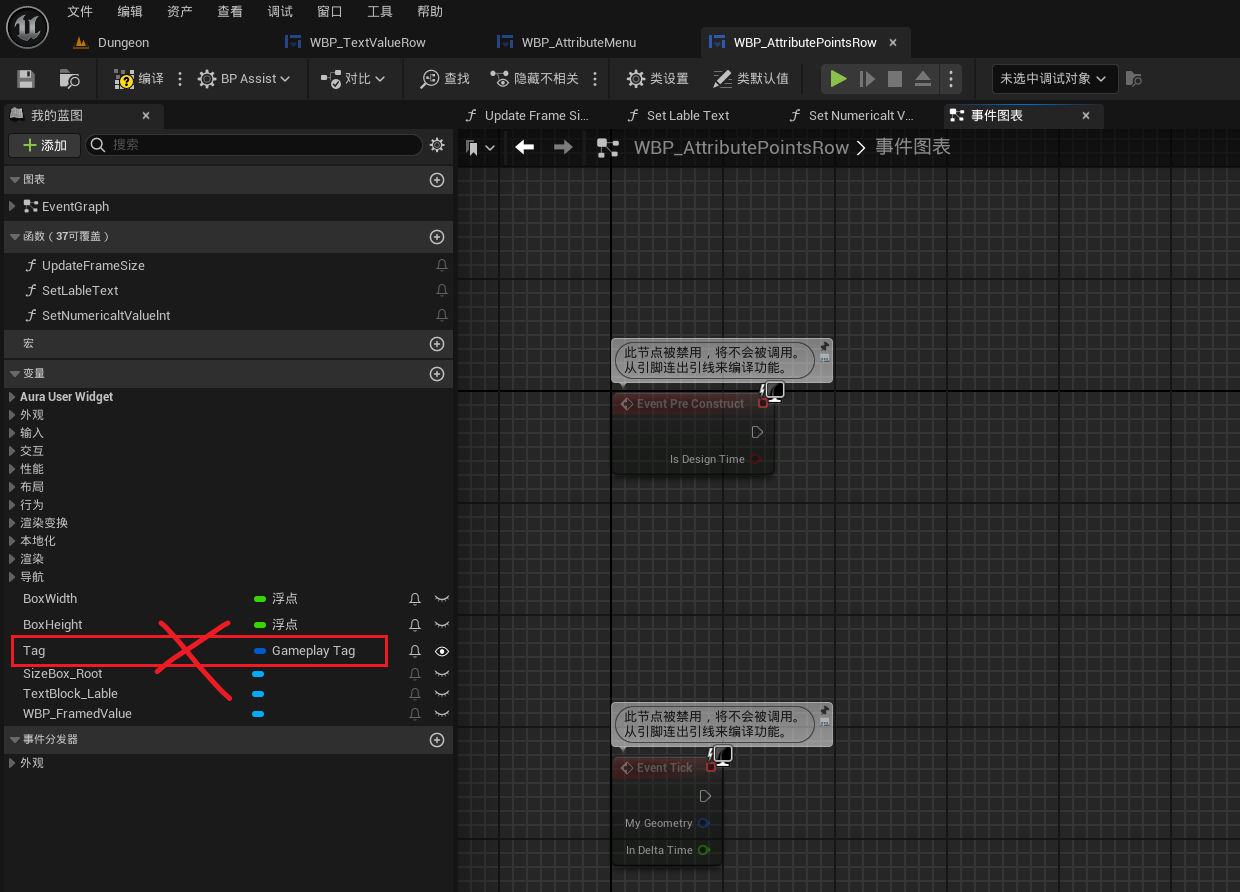 文件 编辑 资产 查看 调试 窗口 工具 帮助
Dungeon WBP_TextValueRow WBP_AttributeMenu WBP_AttributePointsRow
编译 BP Assist 对比 查找 隐藏不相关 类设置 类默认值 未选中调试对象
我的蓝图 Update Frame Si... Set Lable Text Set Numericalt V... 事件图表
添加 搜索
WBP_AttributePointsRow 事件图表
图表
EventGraph
函数（37可覆盖）
UpdateFrameSize
SetLableText
SetNumericaltValueInt
宏
变量
Aura User Widget
外观
输入
交互
性能
布局
行为
渲染变换
本地化
渲染
导航
BoxWidth 浮点
BoxHeight 浮点
Tag Gameplay Tag
SizeBox_Root
TextBlock_Lable
WBP_FramedValue
事件分发器
外观
此节点被禁用，将不会被调用。
从引脚连出引线来编译功能。
Event Pre Construct
Is Design Time
此节点被禁用，将不会被调用。
从引脚连出引线来编译功能。
Event Tick
My Geometry
In Delta Time